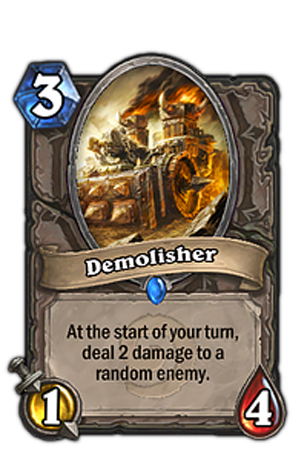 3
Demolisher
At the start of your turn,
deal 2 damage to a
random enemy.
1
4